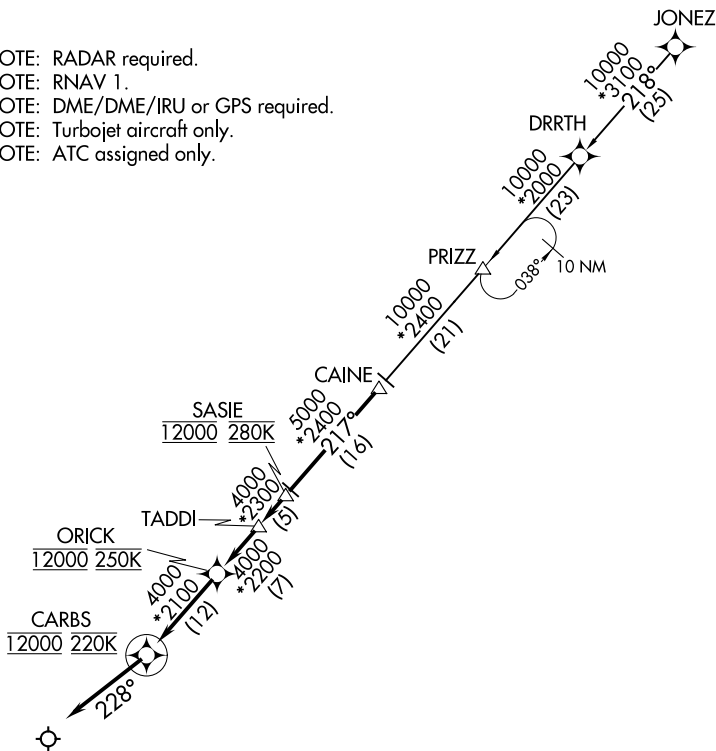 JONEZ
OTE: RADAR required.
OTE: RNAV 1.
OTE: DME/DME/IRU or GPS required.
OTE: Turbojet aircraft only.
OTE: ATC assigned only.
10000
*3100
218°
(25)
DRRTH
10000
*2000
(23)
PRIZZ
038°
10 NM
10000
*2400
(21)
CAINE
5000
*2400
217°
(16)
SASIE
12000 280K
4000
*2300
(5)
TADDI
4000
*2200
(7)
ORICK
12000 250K
4000
*2100
(12)
CARBS
12000 220K
228°